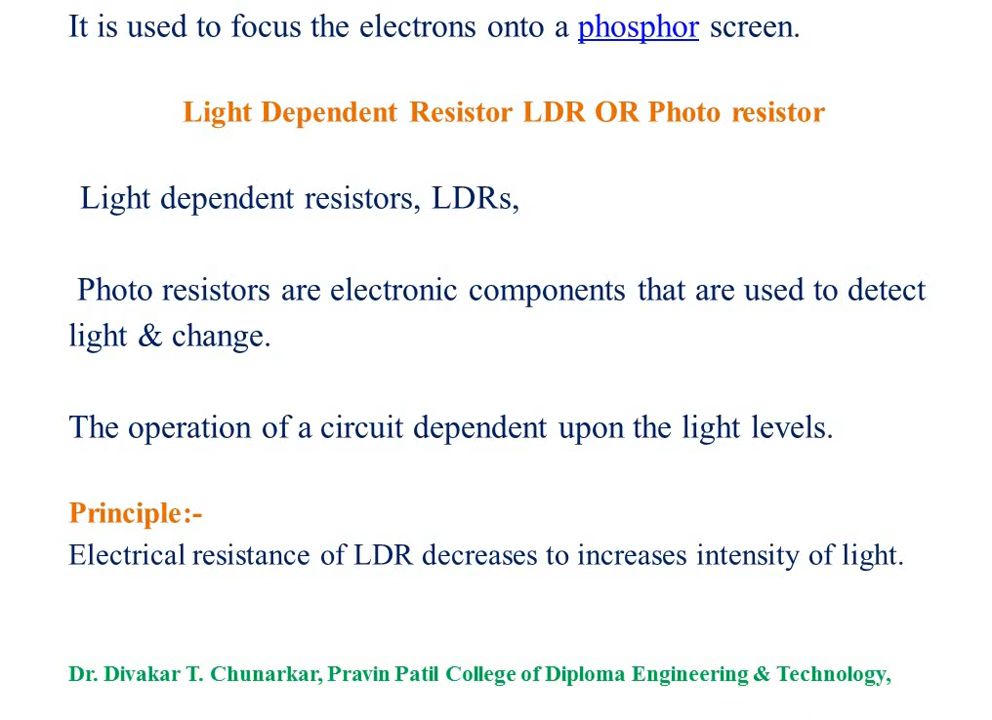 It is used to focus the electrons onto a phosphor screen.
Light Dependent Resistor LDR OR Photo resistor
Light dependent resistors, LDRs,
Photo resistors are electronic components that are used to detect
light & change.
The operation of a circuit dependent upon the light levels.
Principle:-
Electrical resistance of LDR decreases to increases intensity of light.
Dr. Divakar T. Chunarkar, Pravin Patil College of Diploma Engineering & Technology,